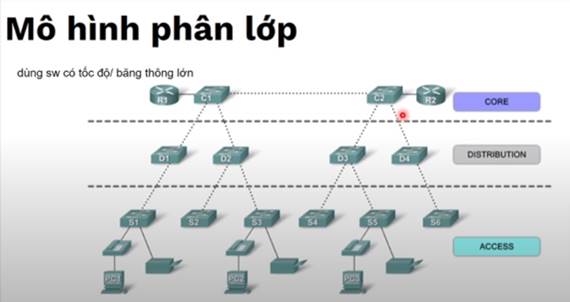 Mô hình phân lớp
dùng sw có tốc độ/ băng thông lớn
R1 C1 C2 R2 CORE
D1 D2 D3 D4 DISTRIBUTION
S1 S2 S3 S4 S5 S6
ACCESS
PC1 PC2 PC3